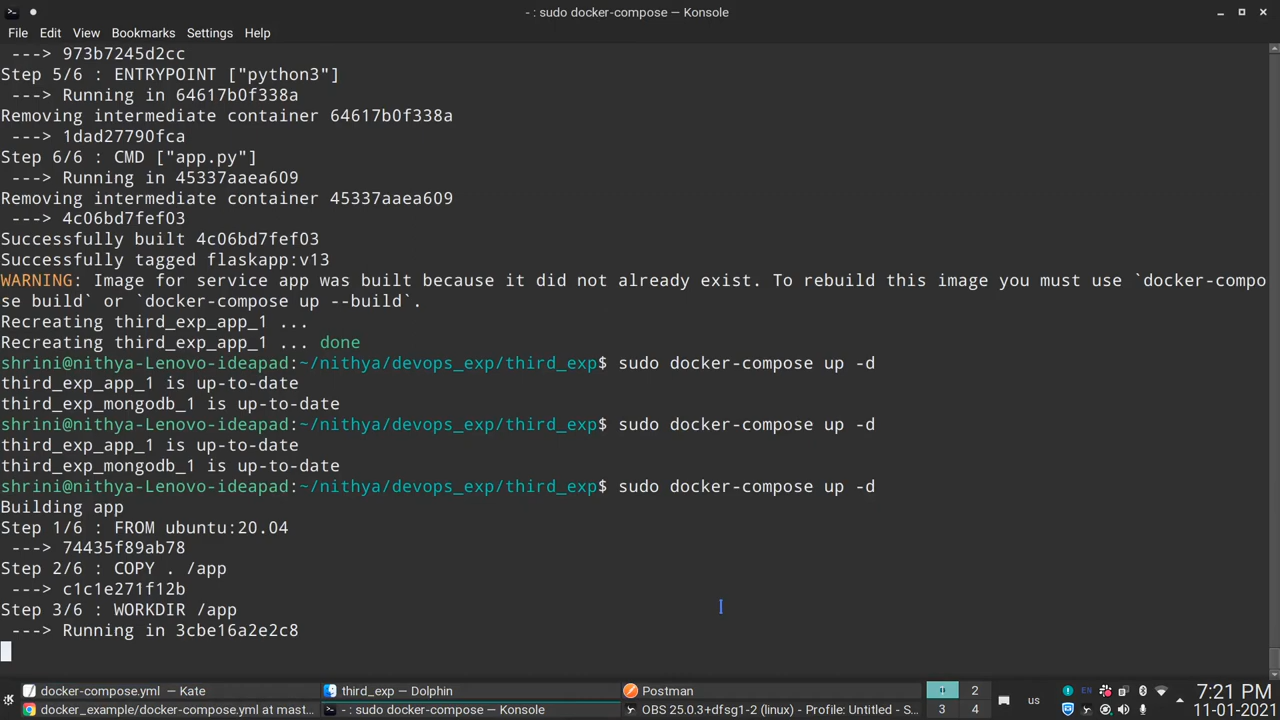 - : sudo docker-compose — Konsole
File Edit View Bookmarks Settings Help
---> 973b7245d2cc
Step 5/6 : ENTRYPOINT ["python3"]
---> Running in 64617b0f338a
Removing intermediate container 64617b0f338a
---> 1dad27790fca
Step 6/6 : CMD ["app.py"]
---> Running in 45337aaea609
Removing intermediate container 45337aaea609
---> 4c06bd7fef03
Successfully built 4c06bd7fef03
Successfully tagged flaskapp:v13
WARNING: Image for service app was built because it did not already exist. To rebuild this image you must use `docker-compo
se build` or `docker-compose up --build`.
Recreating third_exp_app_1 ...
Recreating third_exp_app_1 ... done
shrini@nithya-Lenovo-ideapad:~/nithya/devops_exp/third_exp$ sudo docker-compose up -d
third_exp_app_1 is up-to-date
third_exp_mongodb_1 is up-to-date
shrini@nithya-Lenovo-ideapad:~/nithya/devops_exp/third_exp$ sudo docker-compose up -d
third_exp_app_1 is up-to-date
third_exp_mongodb_1 is up-to-date
shrini@nithya-Lenovo-ideapad:~/nithya/devops_exp/third_exp$ sudo docker-compose up -d
Building app
Step 1/6 : FROM ubuntu:20.04
---> 74435f89ab78
Step 2/6 : COPY . /app
---> c1c1e271f12b
Step 3/6 : WORKDIR /app
---> Running in 3cbe16a2e2c8
docker-compose.yml — Kate third_exp — Dolphin Postman 2 EN us 7:21 PM
docker_example/docker-compose.yml at mast... - : sudo docker-compose — Konsole OBS 25.0.3+dfsg1-2 (linux) - Profile: Untitled - S... 3 4 11-01-2021